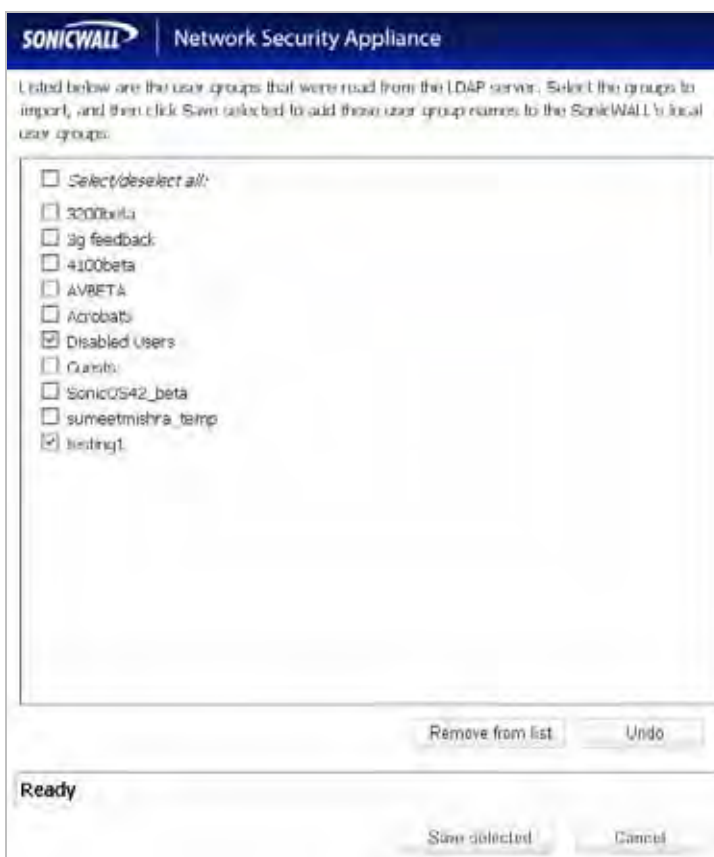 SONICWALL Network Security Appliance
Listed below are the user groups that were read from the LDAP server. Select the groups to
import, and then click Save selected to add those user group names to the SonicWALL's local
user groups.
Select/deselect all:
3200beta
3g feedback
4100beta
AVBETA
Acrobats
Disabled Users
Guests
SonicOS42_beta
sumeetmishra_temp
testing1
Remove from list Undo
Ready
Save selected Cancel